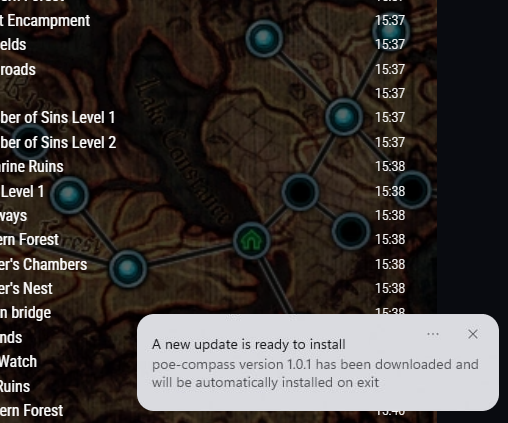 t Encampment 15:37
elds 15:37
roads 15:37
15:37
ber of Sins Level 1 15:37
ber of Sins Level 2 15:37
rine Ruins 15:38
Level 1 15:38
ways 15:38
ern Forest 15:38
er's Chambers 15:38
er's Nest 15:38
n bridge 15:38
nds
Watch
Ruins
ern Forest
A new update is ready to install
poe-compass version 1.0.1 has been downloaded and
will be automatically installed on exit